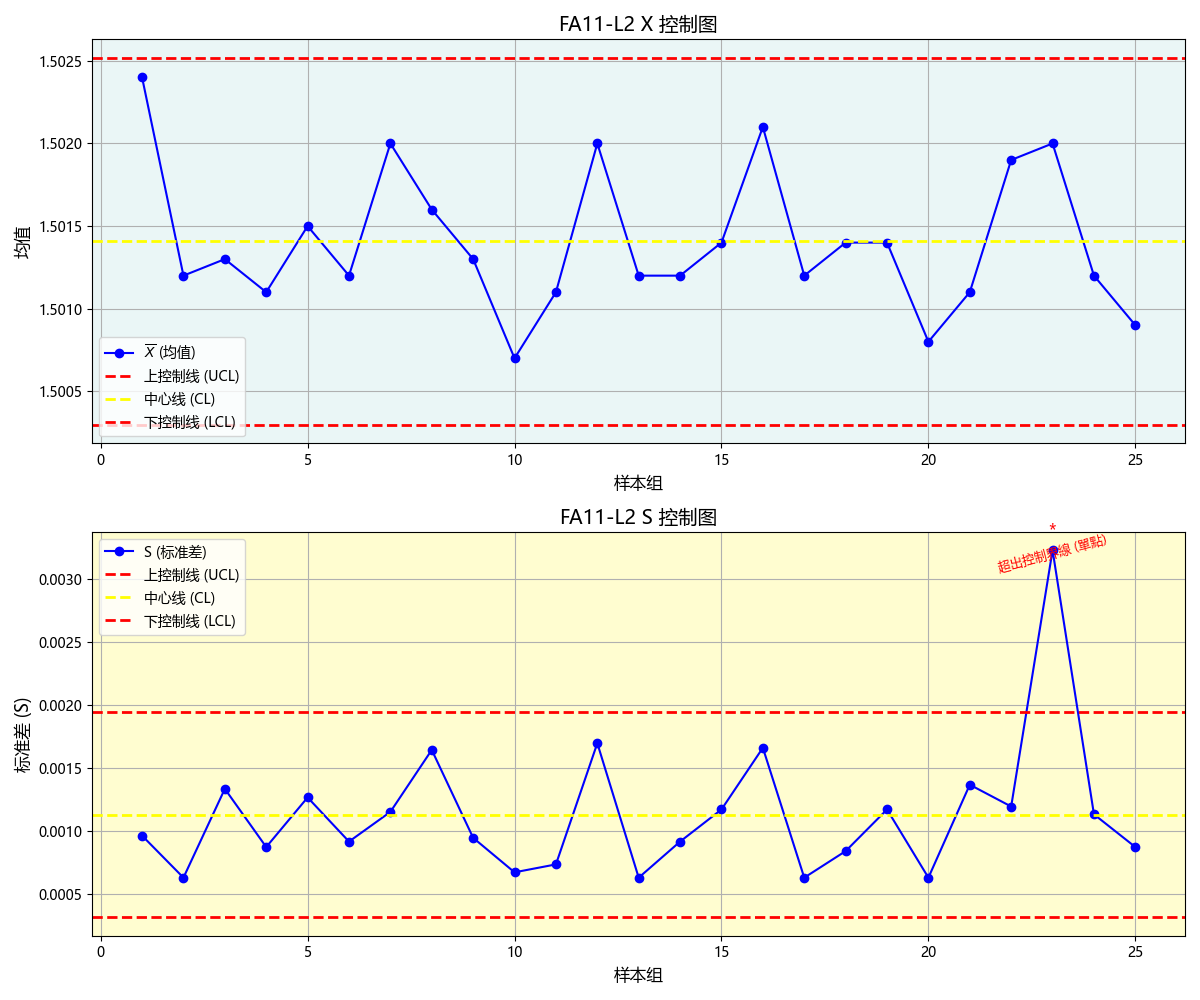 FA11-L2 X 控制图
1.5025
1.5020
1.5015
1.5010
1.5005
均值
X (均值)
上控制线 (UCL)
中心线 (CL)
下控制线 (LCL)
0 5 10 15 20 25
样本组
FA11-L2 S 控制图
*
超出控制界線 (單點)
S (标准差)
上控制线 (UCL)
中心线 (CL)
下控制线 (LCL)
0.0030
0.0025
0.0020
0.0015
0.0010
0.0005
标准差 (S)
0 5 10 15 20 25
样本组